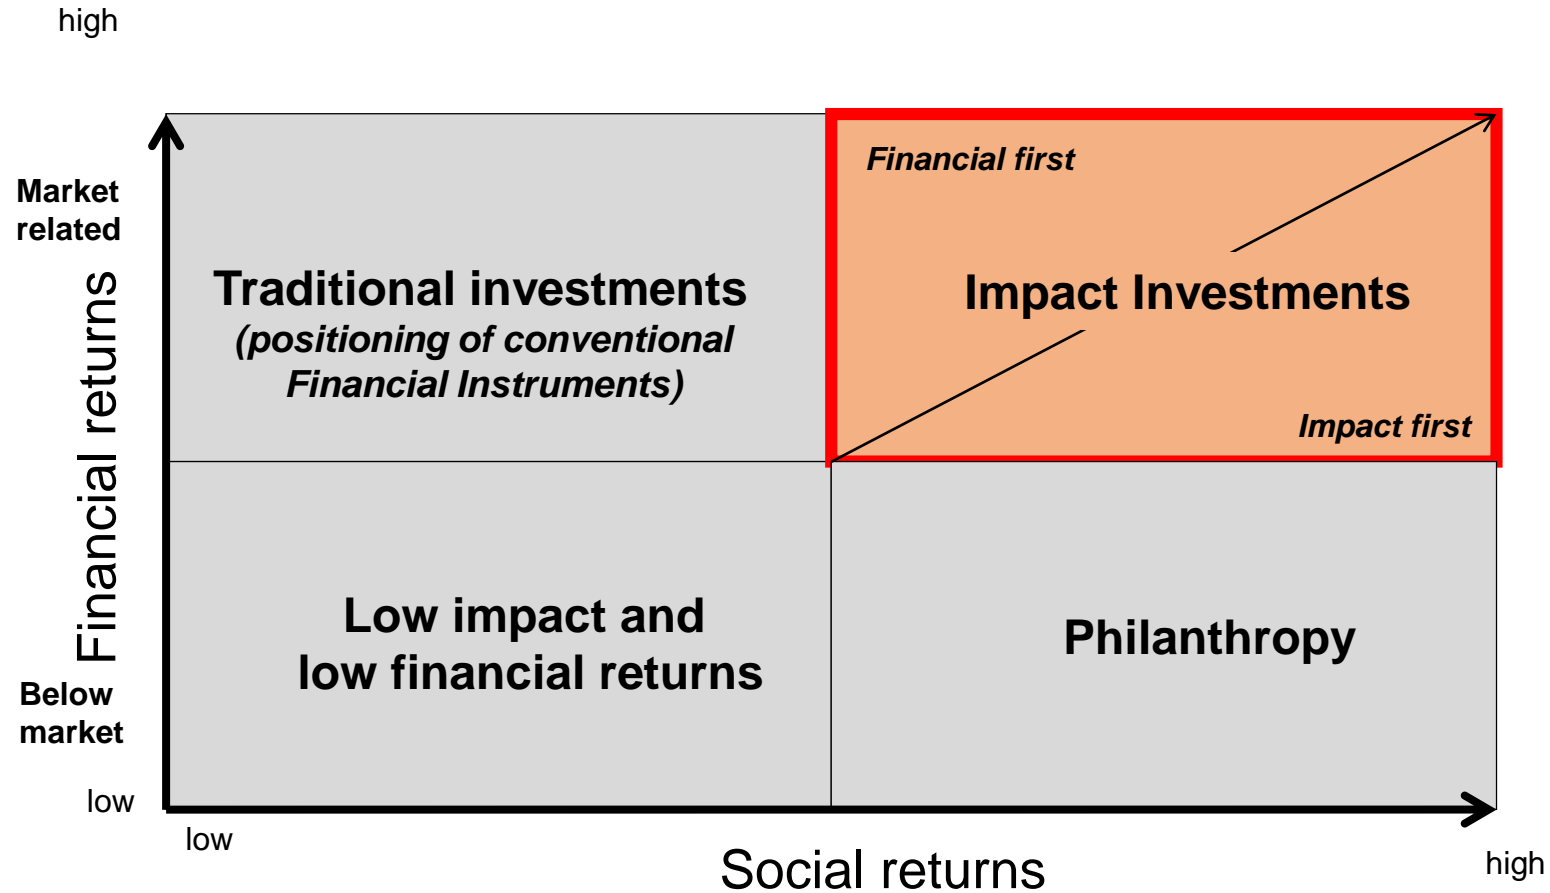 high
Market
related
Financial returns
Below
market
low
Financial first
Traditional investments
(positioning of conventional
Financial Instruments)
Impact Investments
Impact first
Low impact and
low financial returns
Philanthropy
low
Social returns
high